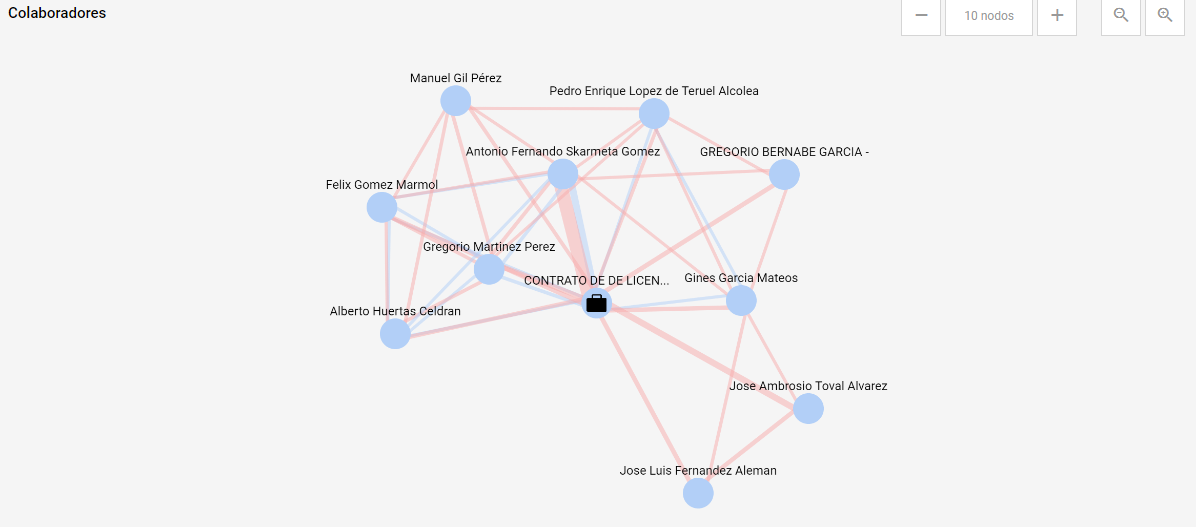 Colaboradores
10 nodos
Manuel Gil Pérez
Pedro Enrique Lopez de Teruel Alcolea
Antonio Fernando Skarmeta Gomez
GREGORIO BERNABE GARCIA -
Felix Gomez Marmol
Gregorio Martinez Perez
CONTRATO DE DE LICEN...
Gines Garcia Mateos
Alberto Huertas Celdran
Jose Ambrosio Toval Alvarez
Jose Luis Fernandez Aleman